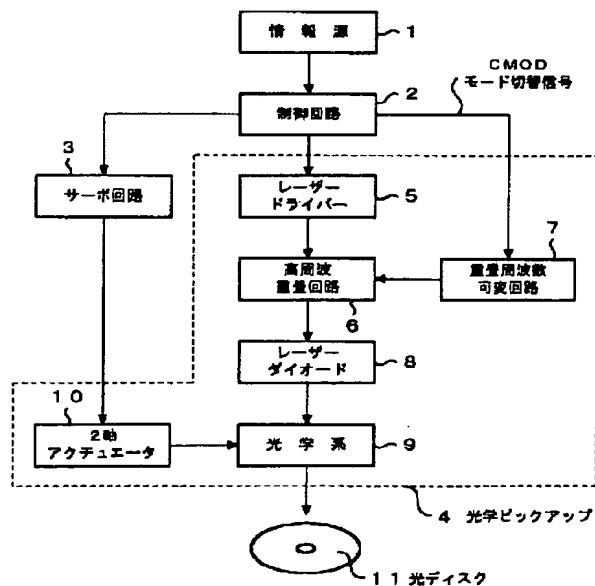 情報源
1
CMOD
モード切替信号
制御回路
2
3
サーボ回路
レーザー
ドライバー
5
7
高周波
重畳回路
6
重畳周波数
可変回路
レーザー
ダイオード
8
10
2軸
アクチュエータ
光学系
9
4 光学ピックアップ
11光ディスク